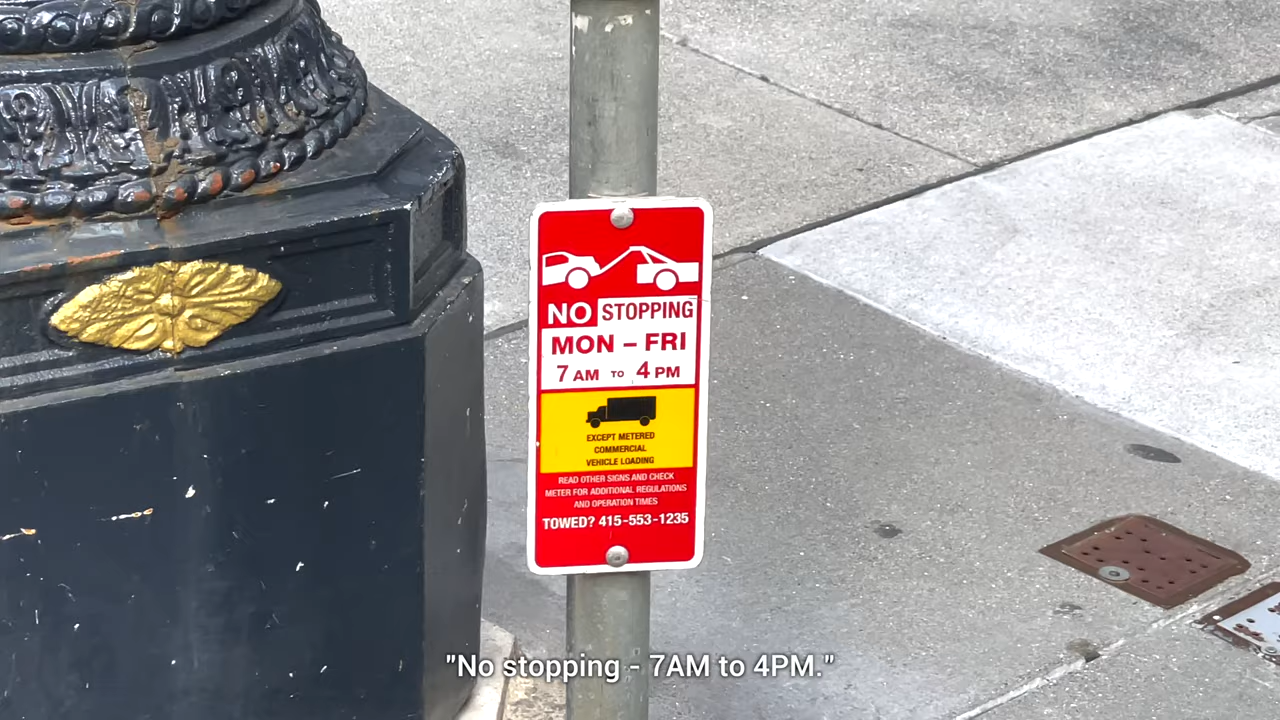 NO STOPPING
MON – FRI
7 AM TO 4 PM
EXCEPT METERED
COMMERCIAL
VEHICLE LOADING
READ OTHER SIGNS AND CHECK
METER FOR ADDITIONAL REGULATIONS
AND OPERATION TIMES
TOWED? 415-553-1235
"No stopping - 7AM to 4PM."